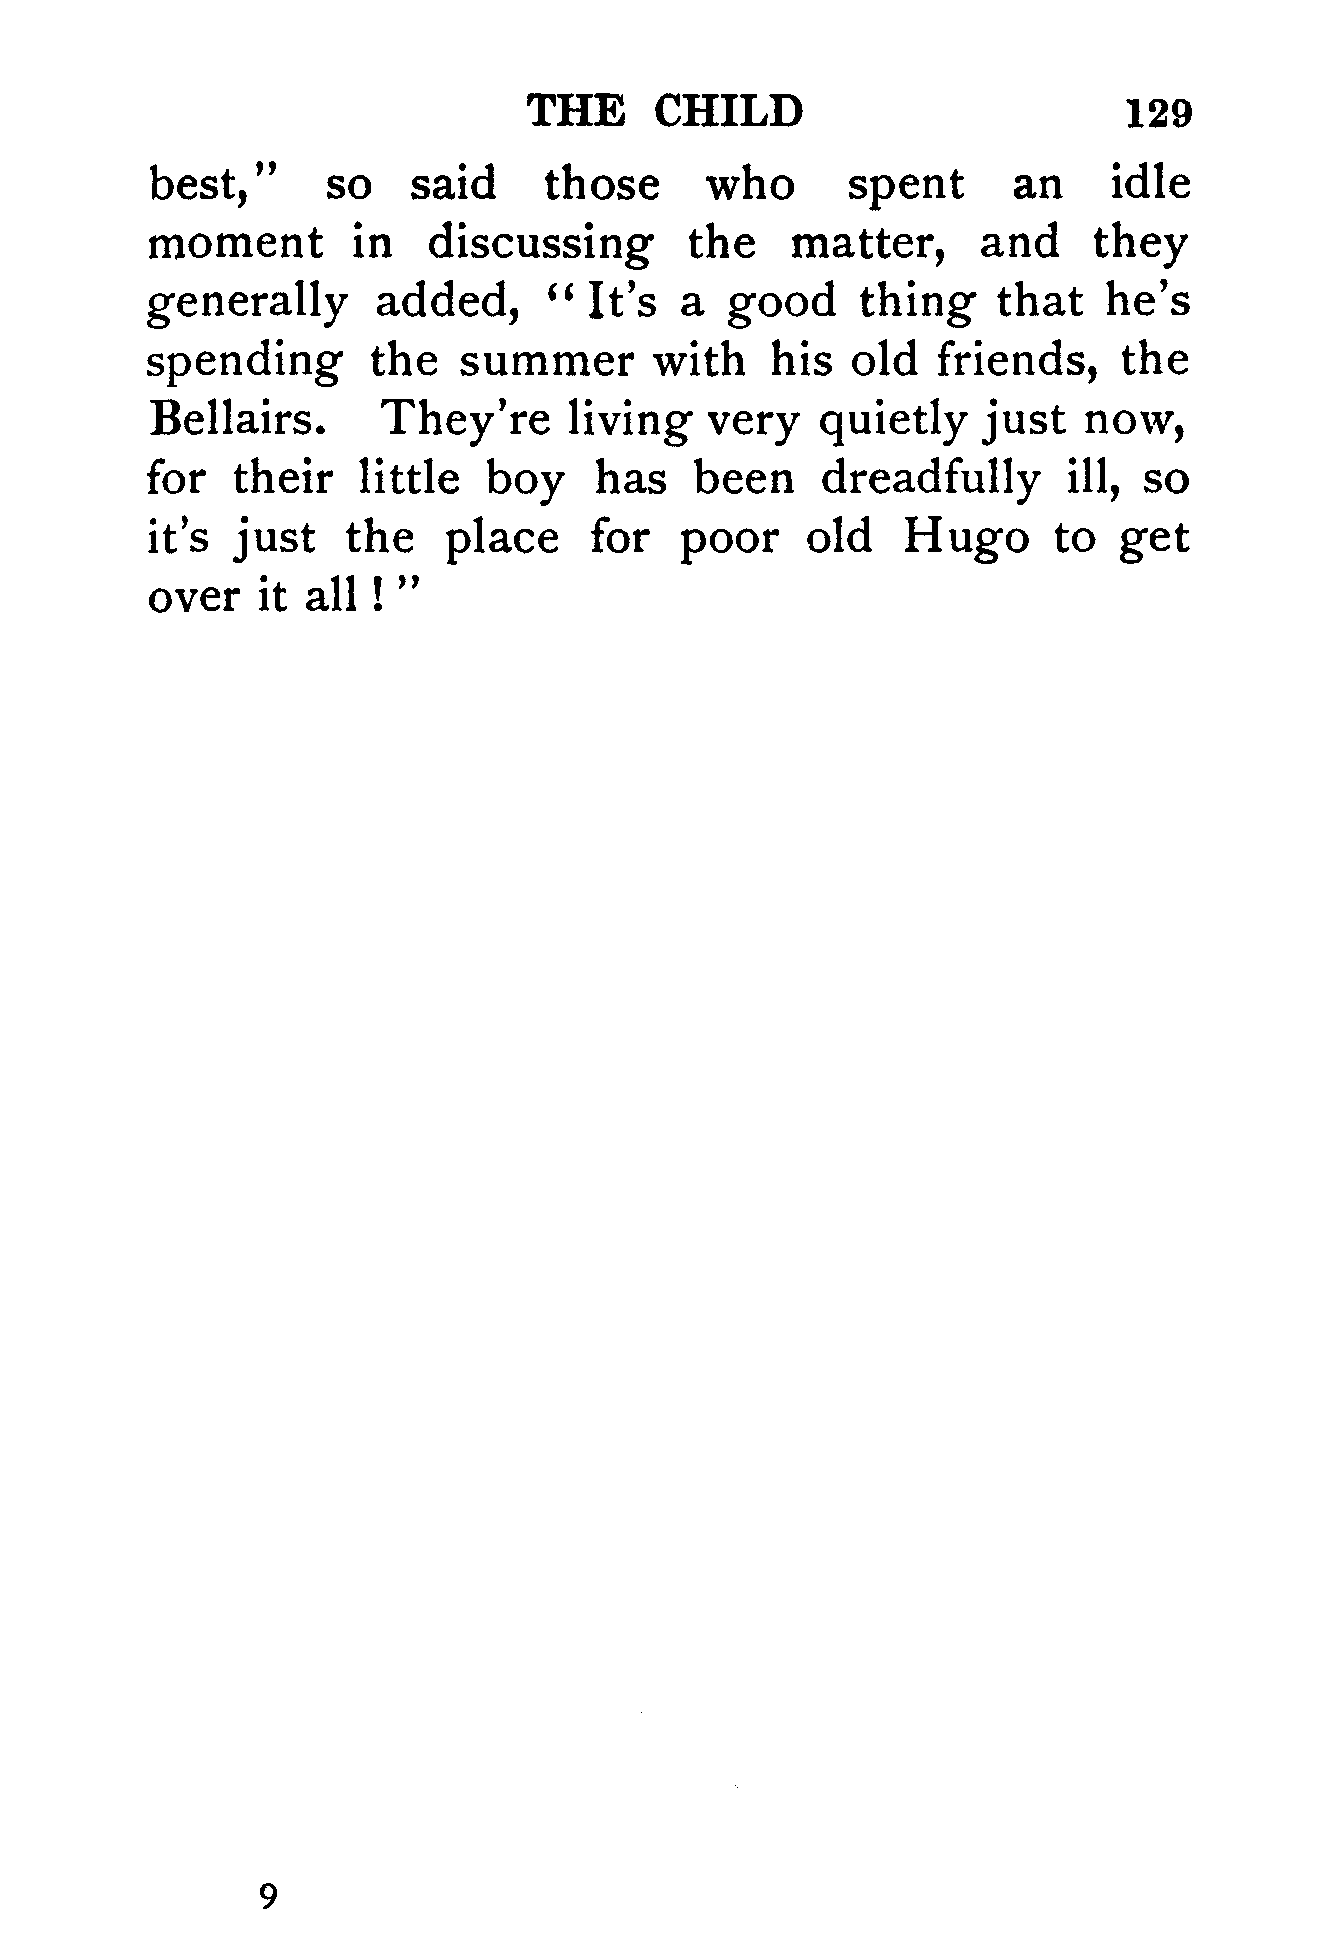 THE CHILD 129
best,” so said those who spent an idle
moment in discussing the matter, and they
generally added, “ It’s a good thing that he’s
spending the summer with his old friends, the
Bellairs. They’re living very quietly just now,
for their little boy has been dreadfully ill, so
it’s just the place for poor old Hugo to get
over it all ! ”
9